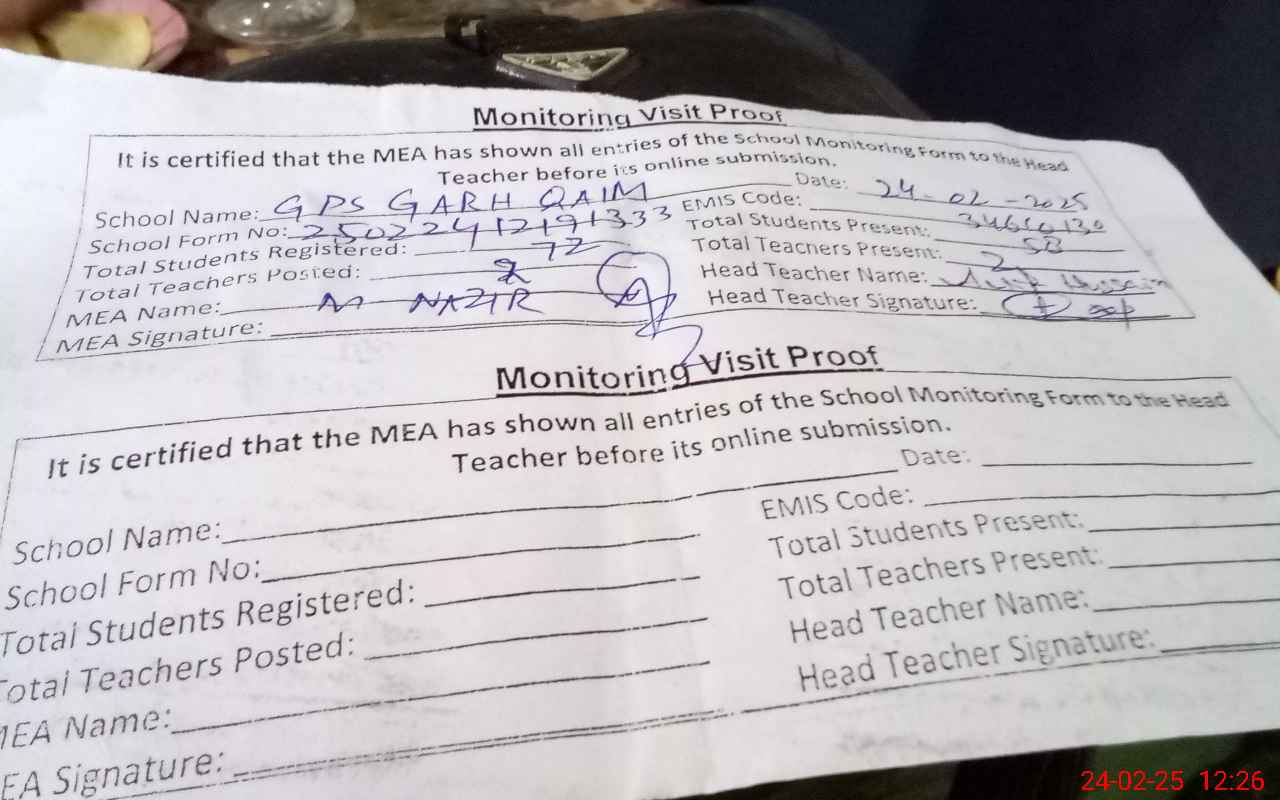 Monitoring Visit Proof
It is certified that the MEA has shown all entries of the School Monitoring Form to the Head
Teacher before its online submission.
Date: 24-02-2025
School Name: GPS GARH QAIM
EMIS Code:
School Form No: 25022412191333
Total Students Present: 58
Total Students Registered: 72
Total Teachers Present: 2
Total Teachers Posted: 2
Head Teacher Name: Hussain
MEA Name: M NAZIR
Head Teacher Signature:
MEA Signature:
Monitoring Visit Proof
It is certified that the MEA has shown all entries of the School Monitoring Form to the Head
Teacher before its online submission.
Date:
School Name:
EMIS Code:
School Form No:
Total Students Present:
Total Students Registered:
Total Teachers Present:
Total Teachers Posted:
Head Teacher Name:
MEA Name:
Head Teacher Signature:
EA Signature:
24-02-25 12:26